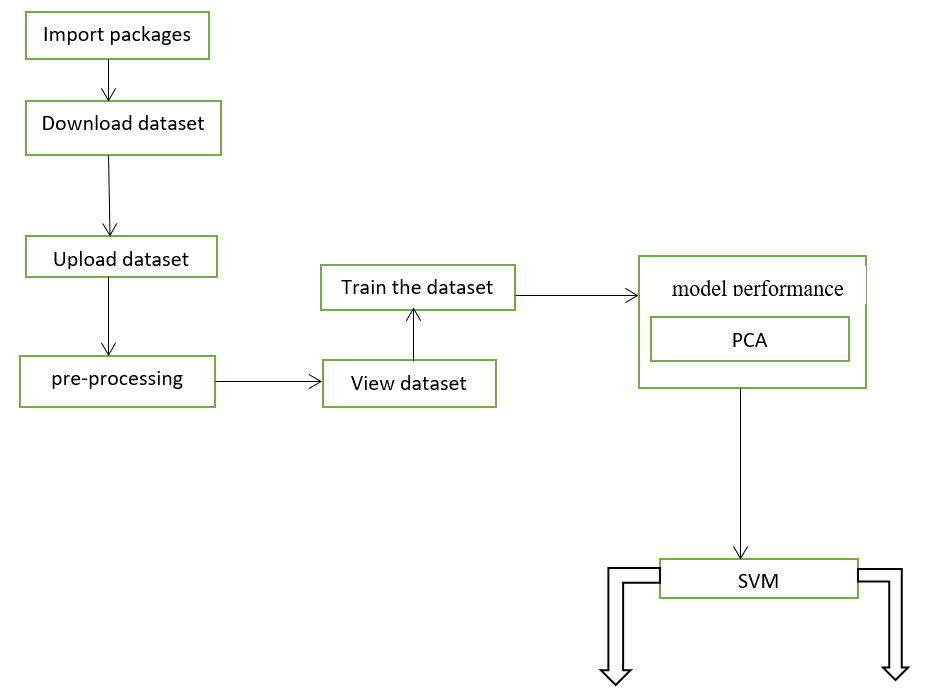 Import packages
Download dataset
Upload dataset
pre-processing
View dataset
Train the dataset
model performance
PCA
SVM